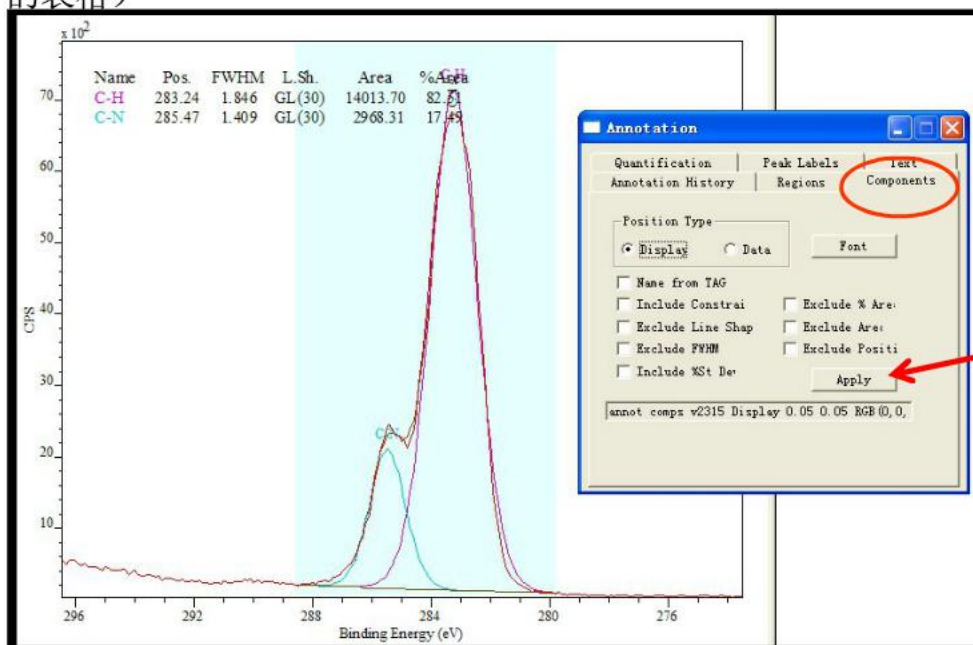 的表格）
x 10²
Name Pos. FWHM L.Sh. Area %Area
C-H 283.24 1.846 GL(30) 14013.70 82.51
C-N 285.47 1.409 GL(30) 2968.31 17.49
C-H
C-N
70
60
50
40
30
20
10
CPS
296 292 288 284 280 276
Binding Energy (eV)
Annotation
Quantification Peak Labels Text
Annotation History Regions Components
Position Type
Display Data Font
Name from TAG
Include Constrai Exclude % Are
Exclude Line Shap Exclude Are
Exclude FWHM Exclude Positi
Include %St De
Apply
annot comps v2315 Display 0.05 0.05 RGB(0,0,